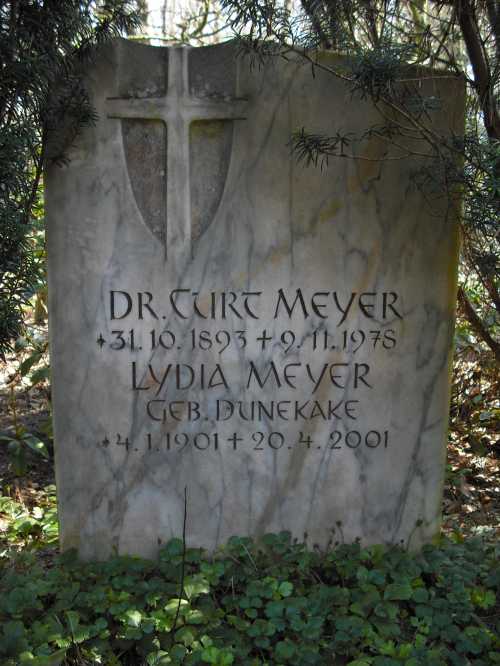 DR. CURT MEYER
*31. 10. 1893 + 9. 11. 1978
LYDIA MEYER
GEB. DUNEKAKE
*4. 1. 1901 + 20. 4. 2001